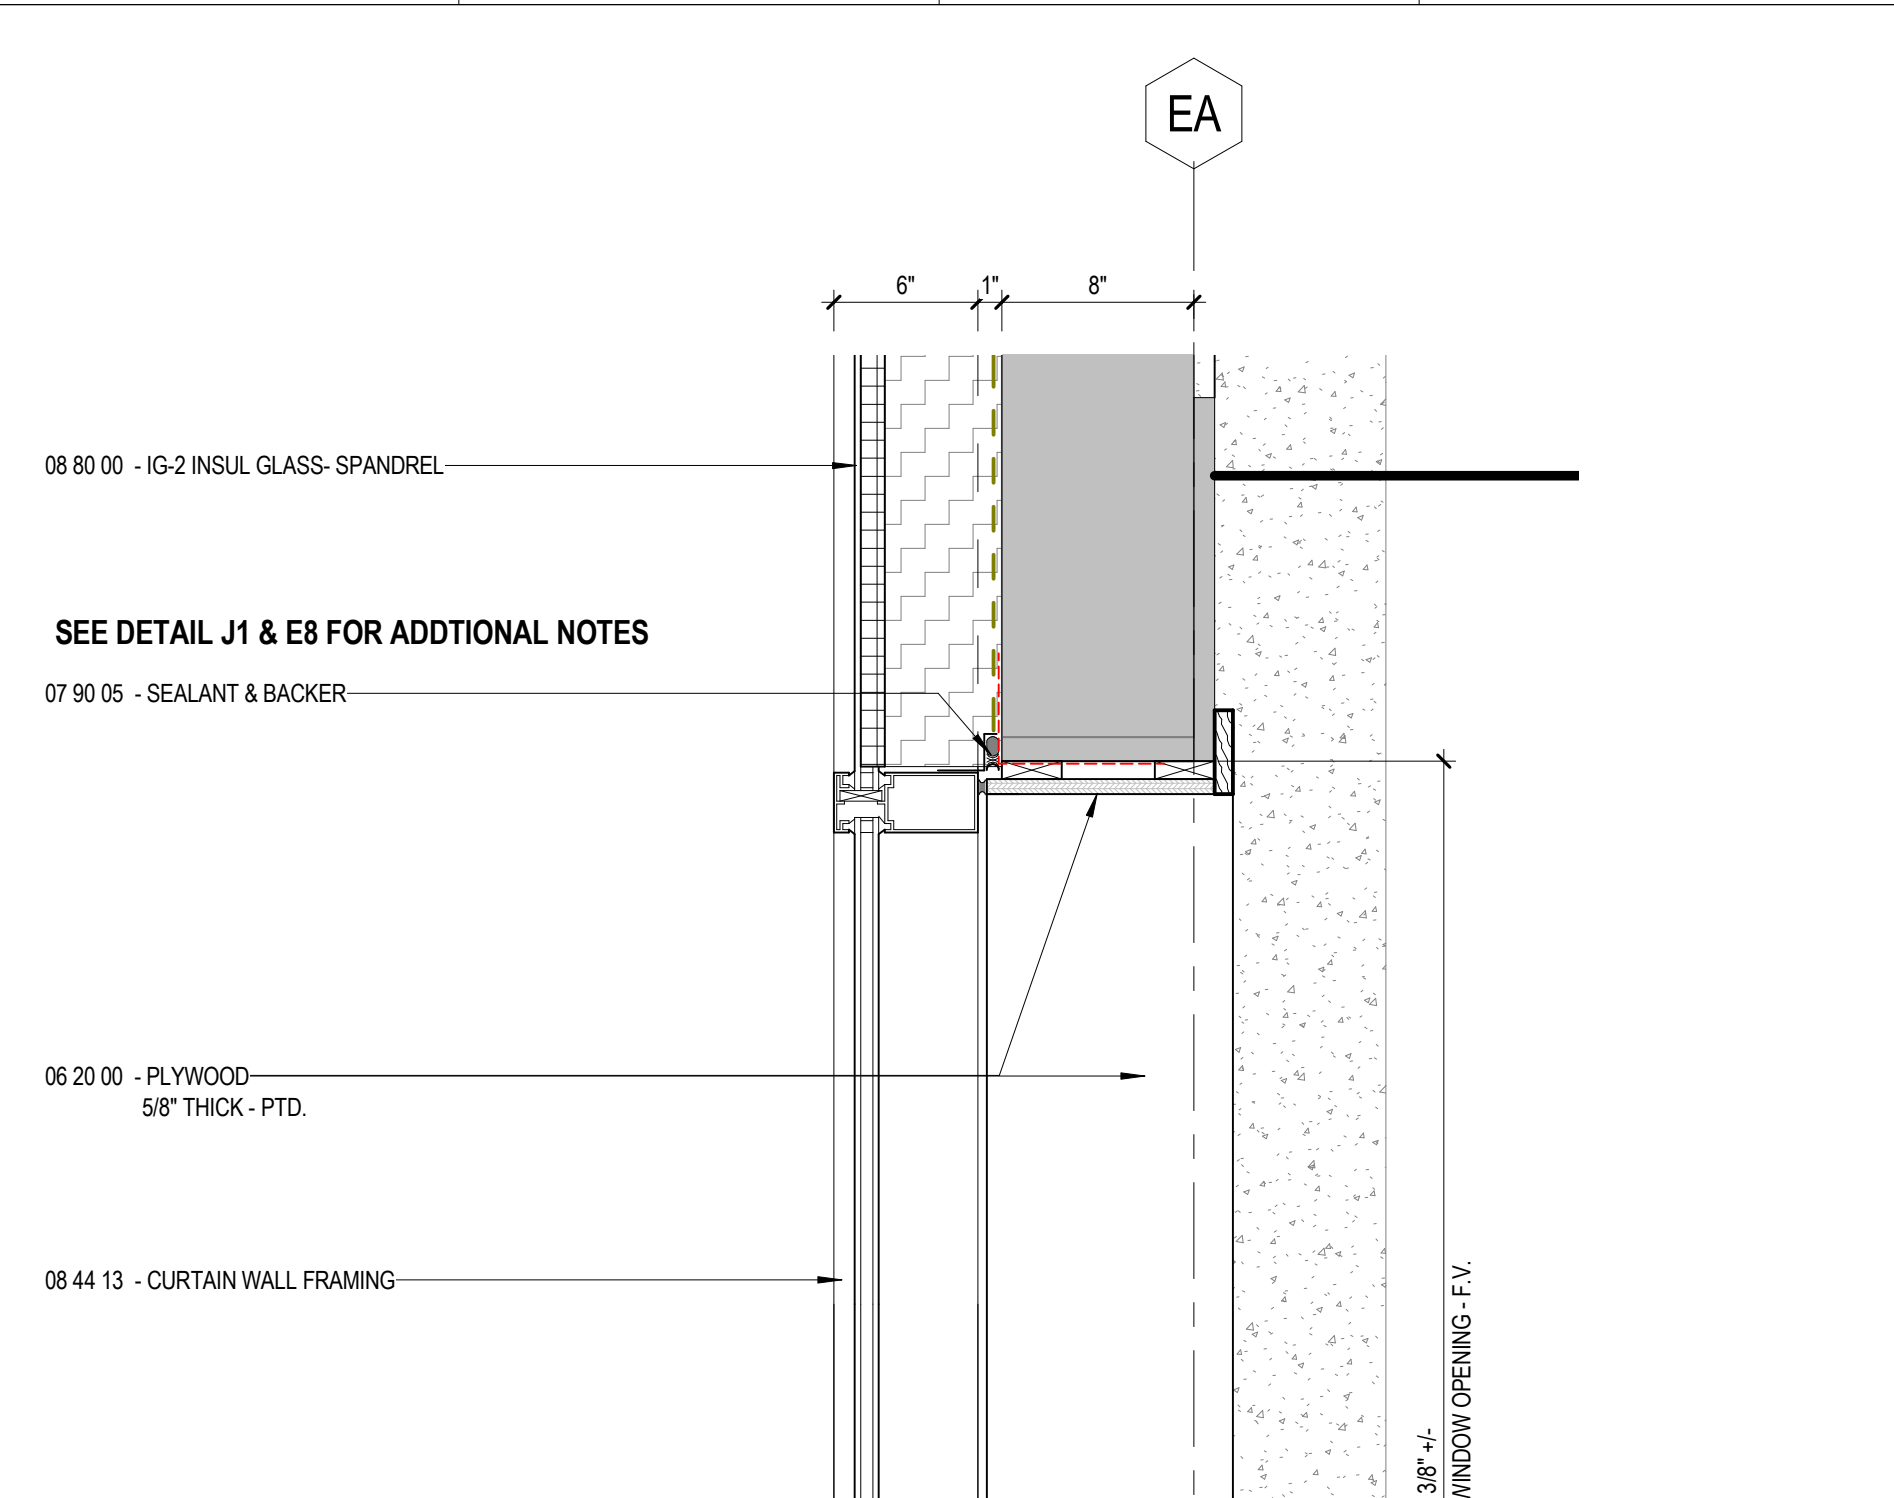 EA
6"
1"
8"
08 80 00 - IG-2 INSUL GLASS- SPANDREL
SEE DETAIL J1 & E8 FOR ADDTIONAL NOTES
07 90 05 - SEALANT & BACKER
06 20 00 - PLYWOOD
5/8" THICK - PTD.
08 44 13 - CURTAIN WALL FRAMING
3/8" +/-
WINDOW OPENING - F.V.